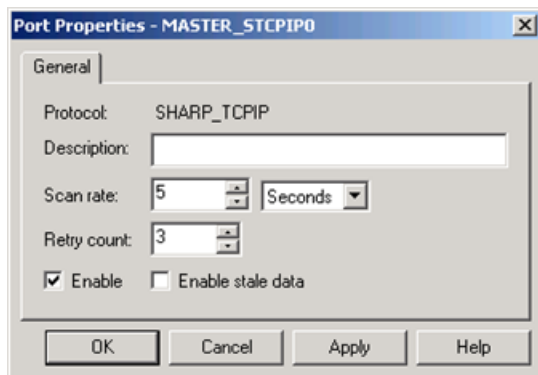 Port Properties - MASTER_STCPIP0
General
Protocol: SHARP_TCPIP
Description:
Scan rate: 5 Seconds
Retry count: 3
Enable Enable stale data
OK Cancel Apply Help